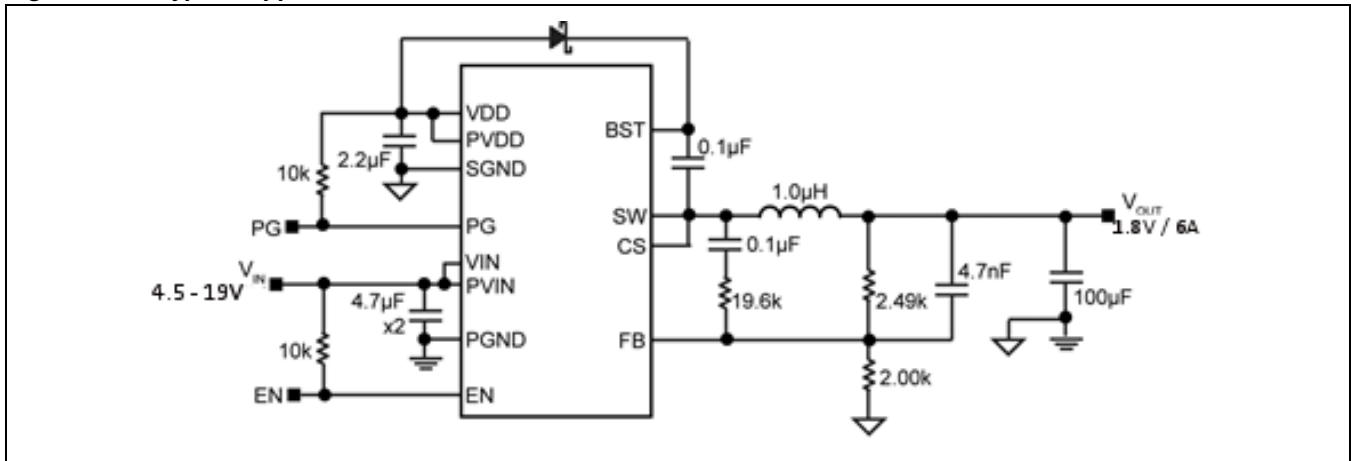 VDD
PVDD
SGND
2.2µF
10k
PG
PG
V_IN
4.5 - 19V
VIN
PVIN
4.7µF
x2
PGND
10k
EN
EN
BST
0.1µF
SW
CS
1.0µH
0.1µF
19.6k
2.49k
4.7nF
100µF
V_OUT
1.8V / 6A
FB
2.00k